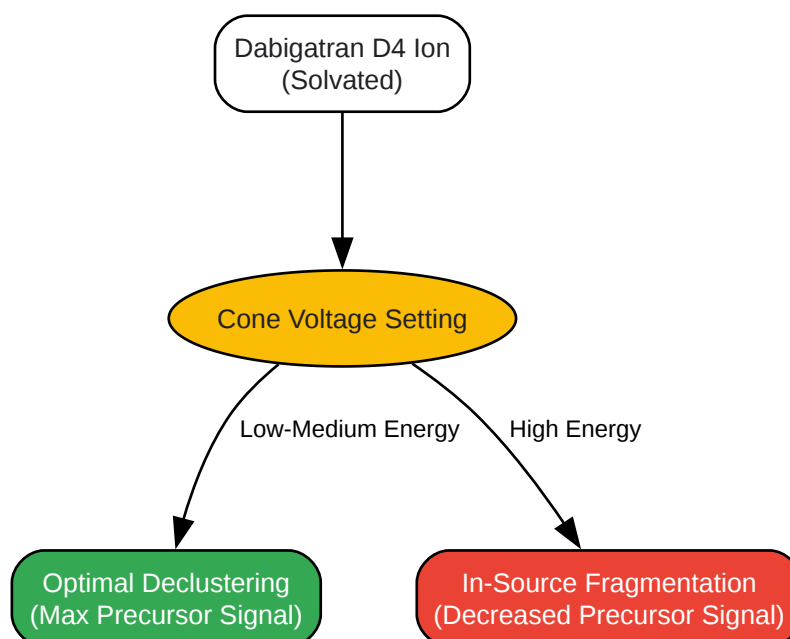 Dabigatran D4 Ion
(Solvated)
Cone Voltage Setting
Low-Medium Energy
High Energy
Optimal Declustering
(Max Precursor Signal)
In-Source Fragmentation
(Decreased Precursor Signal)